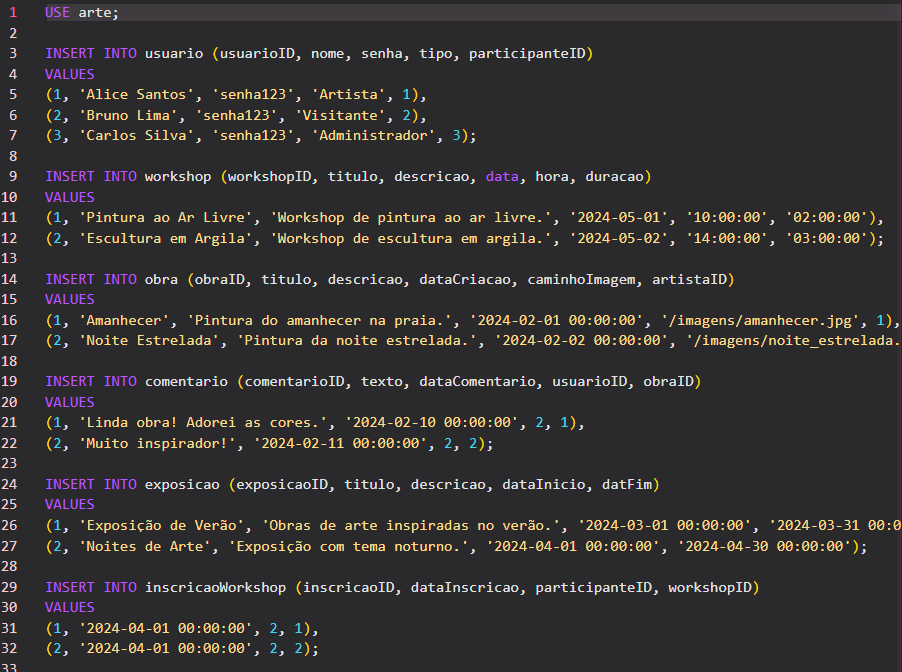 1 USE arte;
2
3 INSERT INTO usuario (usuarioID, nome, senha, tipo, participanteID)
4 VALUES
5 (1, 'Alice Santos', 'senha123', 'Artista', 1),
6 (2, 'Bruno Lima', 'senha123', 'Visitante', 2),
7 (3, 'Carlos Silva', 'senha123', 'Administrador', 3);
8
9 INSERT INTO workshop (workshopID, titulo, descricao, data, hora, duracao)
10 VALUES
11 (1, 'Pintura ao Ar Livre', 'Workshop de pintura ao ar livre.', '2024-05-01', '10:00:00', '02:00:00'),
12 (2, 'Escultura em Argila', 'Workshop de escultura em argila.', '2024-05-02', '14:00:00', '03:00:00');
13
14 INSERT INTO obra (obraID, titulo, descricao, dataCriacao, caminhoImagem, artistaID)
15 VALUES
16 (1, 'Amanhecer', 'Pintura do amanhecer na praia.', '2024-02-01 00:00:00', '/imagens/amanhecer.jpg', 1),
17 (2, 'Noite Estrelada', 'Pintura da noite estrelada.', '2024-02-02 00:00:00', '/imagens/noite_estrelada.
18
19 INSERT INTO comentario (comentarioID, texto, dataComentario, usuarioID, obraID)
20 VALUES
21 (1, 'Linda obra! Adorei as cores.', '2024-02-10 00:00:00', 2, 1),
22 (2, 'Muito inspirador!', '2024-02-11 00:00:00', 2, 2);
23
24 INSERT INTO exposicao (exposicaoID, titulo, descricao, dataInicio, datFim)
25 VALUES
26 (1, 'Exposição de Verão', 'Obras de arte inspiradas no verão.', '2024-03-01 00:00:00', '2024-03-31 00:0
27 (2, 'Noites de Arte', 'Exposição com tema noturno.', '2024-04-01 00:00:00', '2024-04-30 00:00:00');
28
29 INSERT INTO inscricaoWorkshop (inscricaoID, dataInscricao, participanteID, workshopID)
30 VALUES
31 (1, '2024-04-01 00:00:00', 2, 1),
32 (2, '2024-04-01 00:00:00', 2, 2);
33